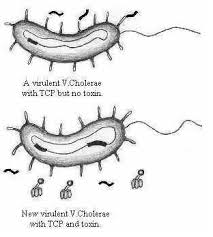 A virulent V.Cholerae
with TCP but no toxin.
New virulent V.Cholerae
with TCP and toxin.